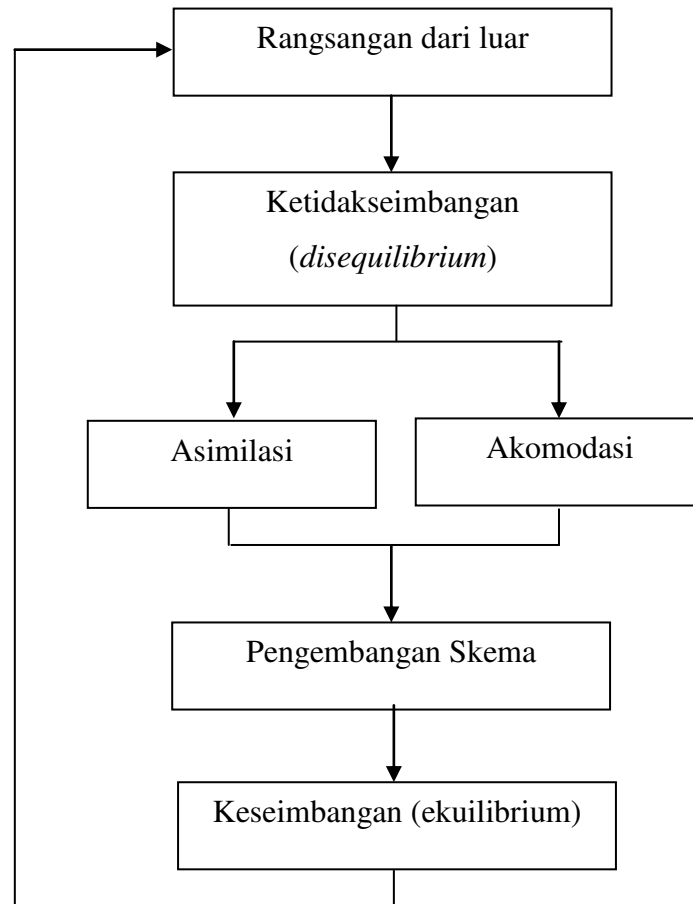 Rangsangan dari luar
Ketidakseimbangan
(disequilibrium)
Asimilasi
Akomodasi
Pengembangan Skema
Keseimbangan (ekuilibrium)